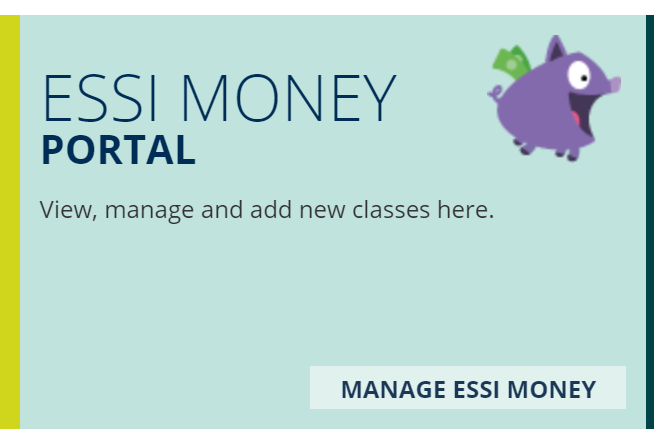 ESSI MONEY
PORTAL
View, manage and add new classes here.
MANAGE ESSI MONEY